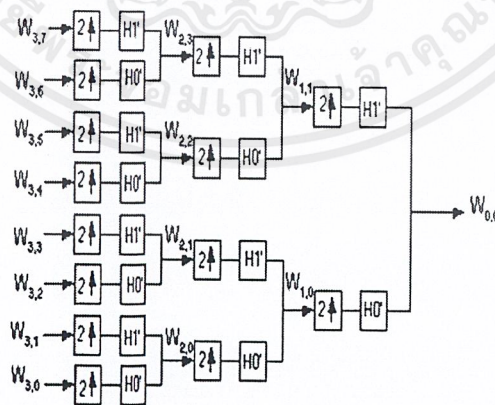 W3,7 2↑ H1' W2,3 2↑ H1'
W3,6 2↑ H0' W1,1 2↑ H1'
W3,5 2↑ H1' W2,2 2↑ H0'
W3,4 2↑ H0'
W0,0
W3,3 2↑ H1' W2,1 2↑ H1'
W3,2 2↑ H0' W1,0 2↑ H0'
W3,1 2↑ H1' W2,0 2↑ H0'
W3,0 2↑ H0'